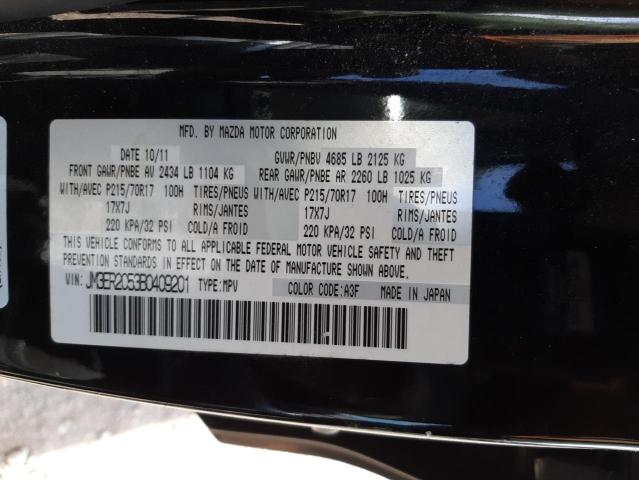 MFD. BY MAZDA MOTOR CORPORATION
DATE 10/11 GVWR/PNBV 4685 LB 2125 KG
FRONT GAWR/PNBE AV 2434 LB 1104 KG REAR GAWR/PNBE AR 2260 LB 1025 KG
WITH/AVEC P215/70R17 100H TIRES/PNEUS WITH/AVEC P215/70R17 100H TIRES/PNEUS
17X7J RIMS/JANTES 17X7J RIMS/JANTES
220 KPA/32 PSI COLD/A FROID 220 KPA/32 PSI COLD/A FROID
THIS VEHICLE CONFORMS TO ALL APPLICABLE FEDERAL MOTOR VEHICLE SAFETY AND THEFT
PREVENTION STANDARDS IN EFFECT ON THE DATE OF MANUFACTURE SHOWN ABOVE.
VIN: JM3ER2C53B0409201 TYPE:MPV COLOR CODE:A3F MADE IN JAPAN